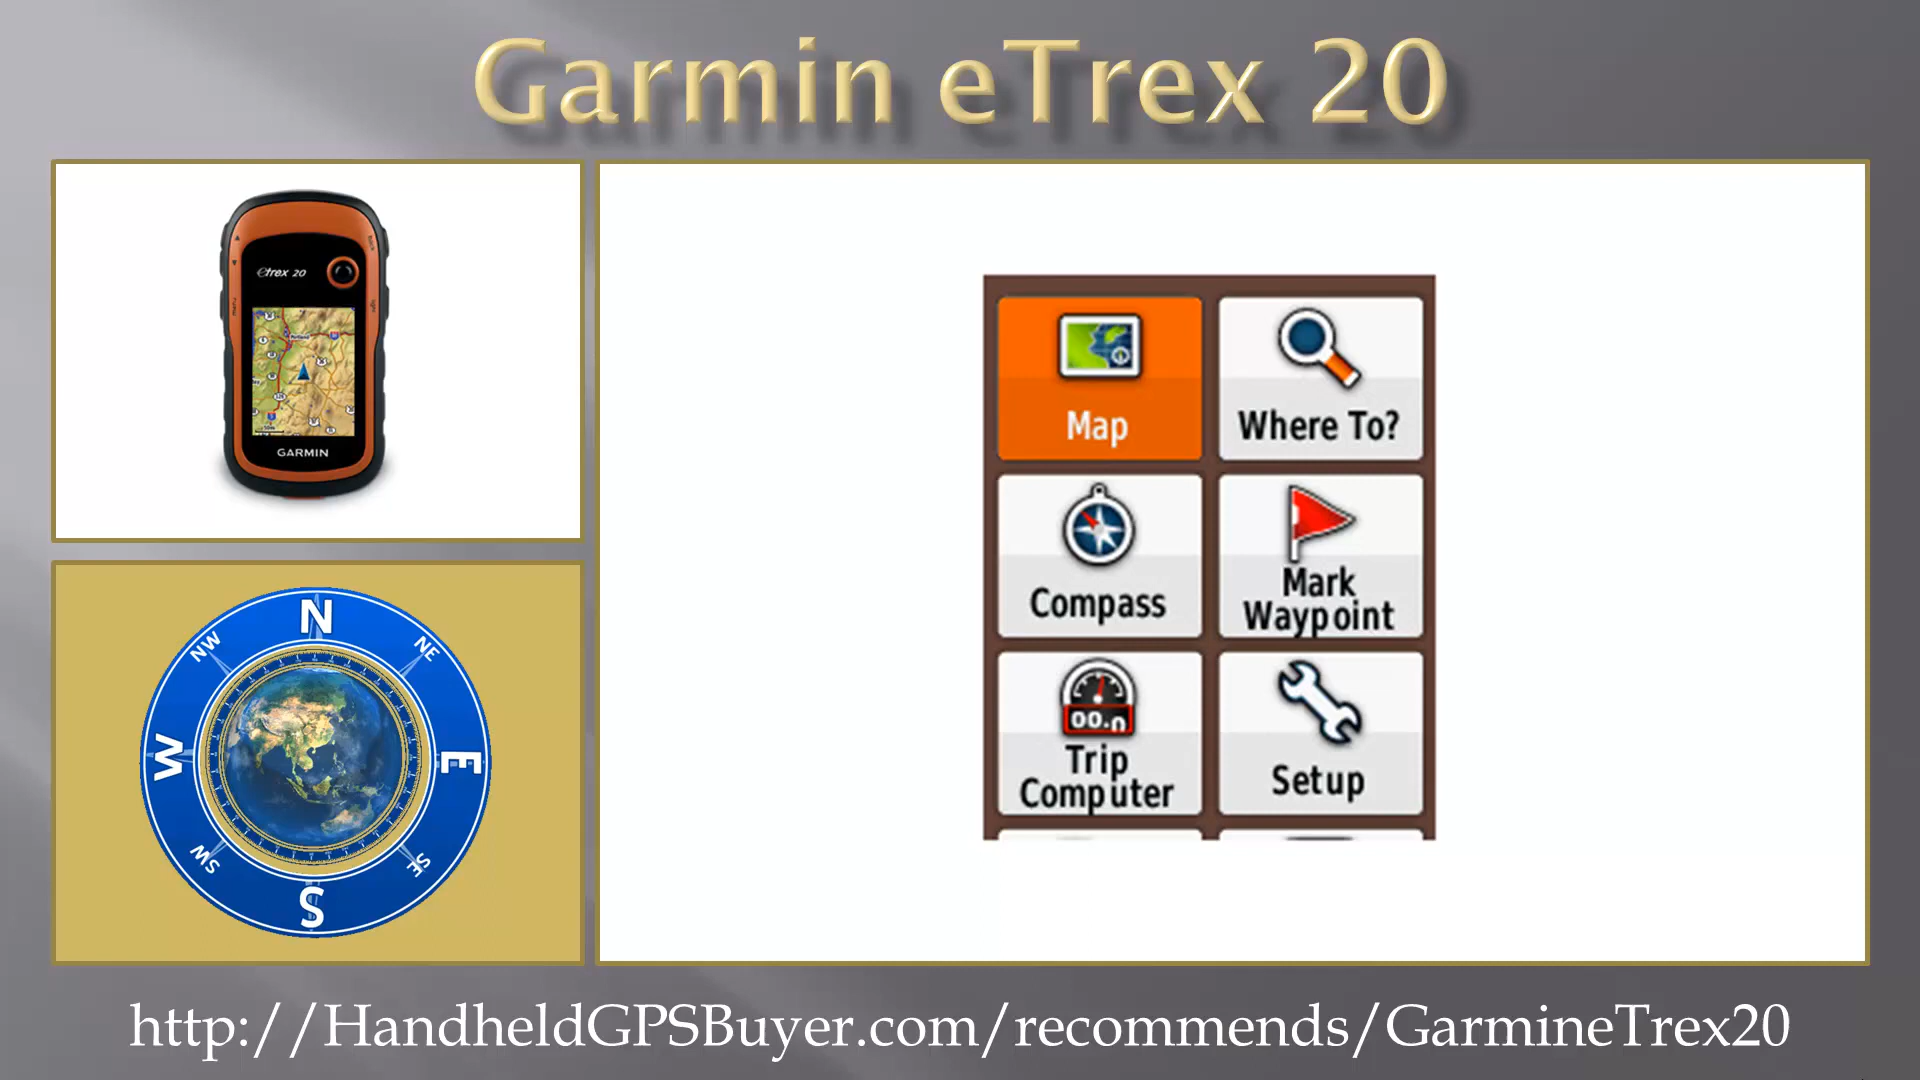 Garmin eTrex 20
etrex 20
GARMIN
N
NW
NE
W
E
SW
SE
S
Map
Where To?
Compass
Mark
Waypoint
00.0
Trip
Computer
Setup
http://HandheldGPSBuyer.com/recommends/GarmineTrex20